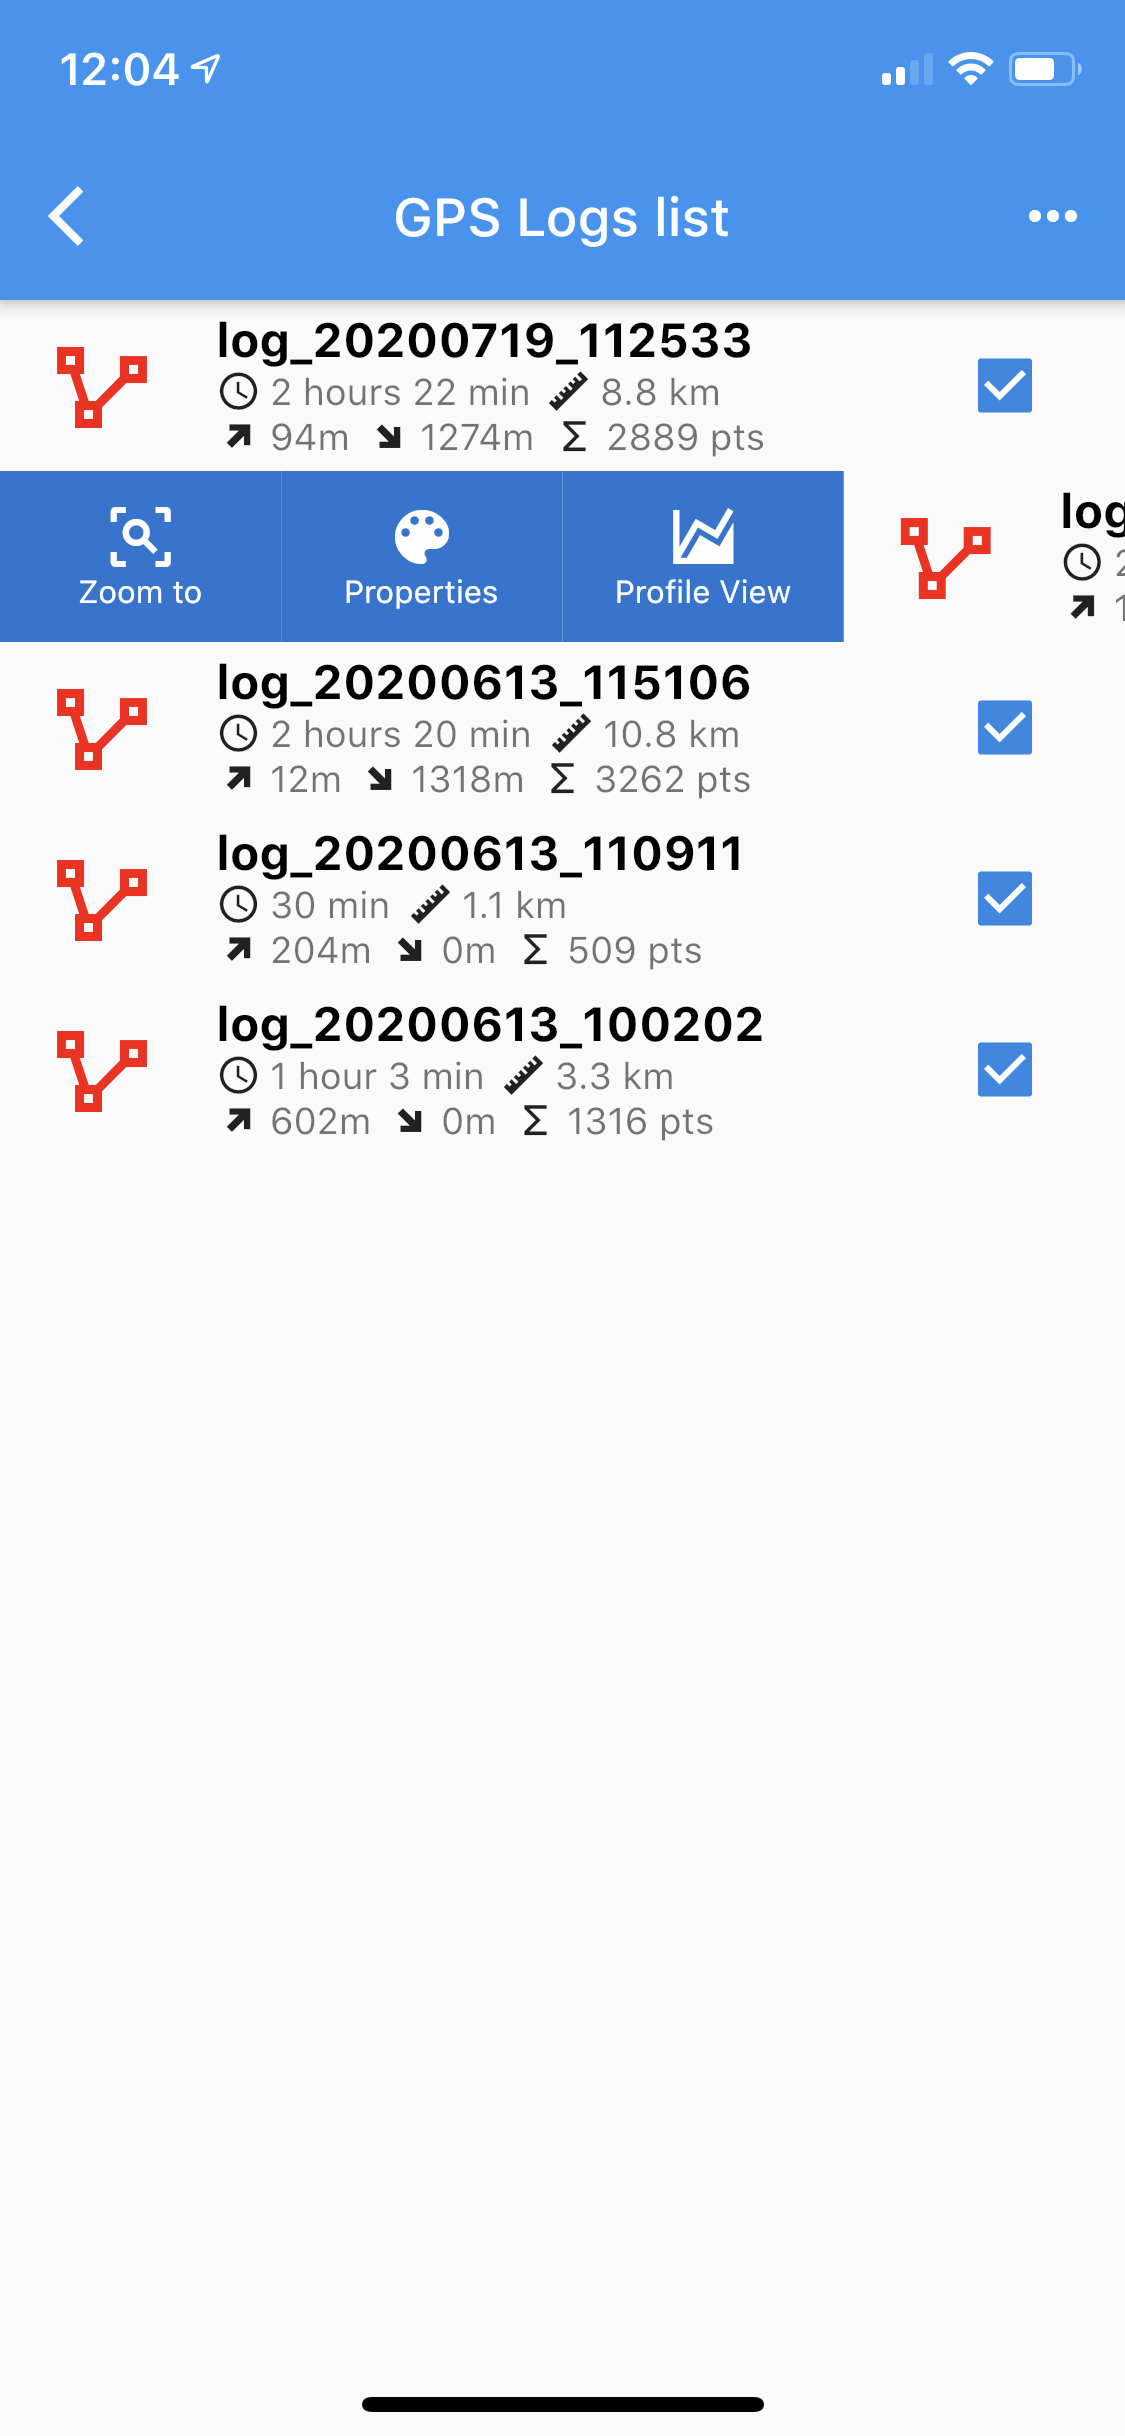 12:04
GPS Logs list
log_20200719_112533
2 hours 22 min 8.8 km
94m 1274m Σ 2889 pts
Zoom to Properties Profile View
log
2
1
log_20200613_115106
2 hours 20 min 10.8 km
12m 1318m Σ 3262 pts
log_20200613_110911
30 min 1.1 km
204m 0m Σ 509 pts
log_20200613_100202
1 hour 3 min 3.3 km
602m 0m Σ 1316 pts